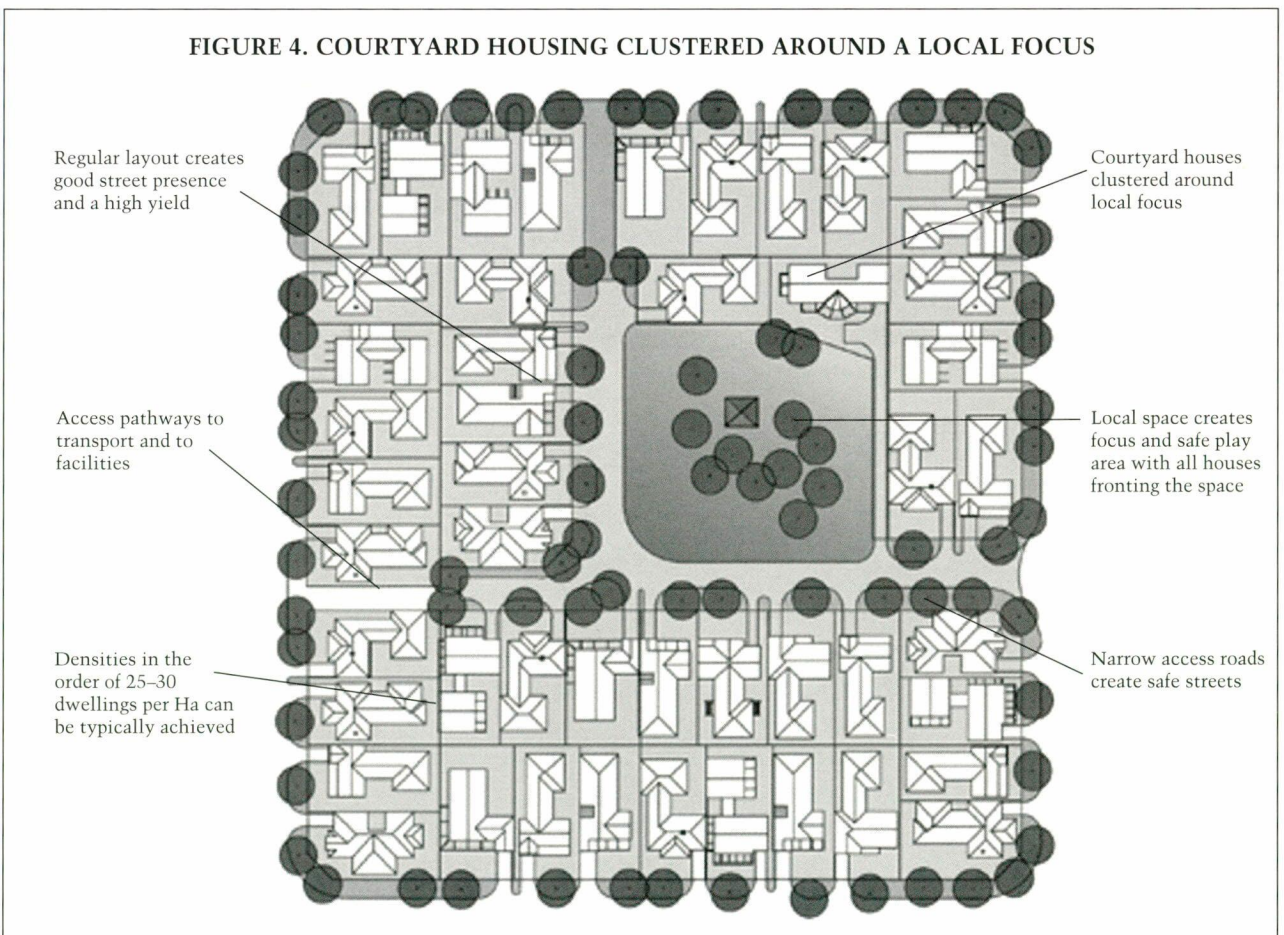 FIGURE 4. COURTYARD HOUSING CLUSTERED AROUND A LOCAL FOCUS
Regular layout creates
good street presence
and a high yield
Access pathways to
transport and to
facilities
Densities in the
order of 25–30
dwellings per Ha can
be typically achieved
Courtyard houses
clustered around
local focus
Local space creates
focus and safe play
area with all houses
fronting the space
Narrow access roads
create safe streets